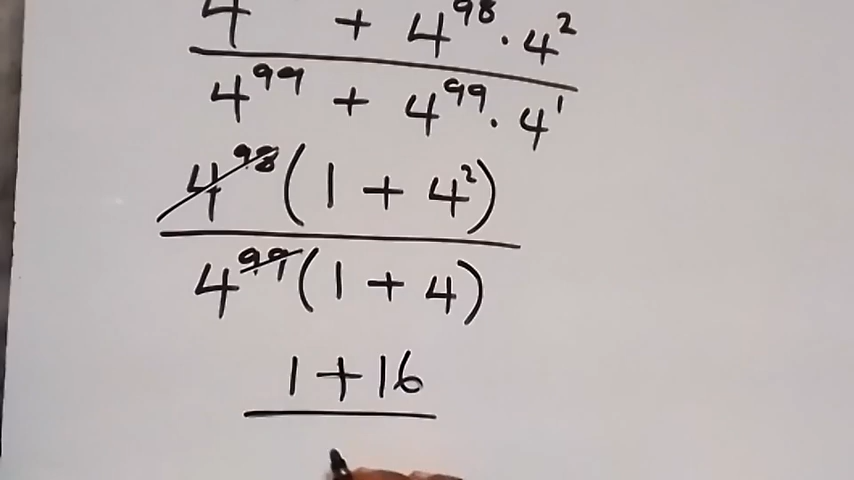 4 + 4⁹⁸ · 4²
4⁹⁹ + 4⁹⁹ · 4¹
4⁹⁸ (1 + 4²)
4⁹⁹ (1 + 4)
1 + 16